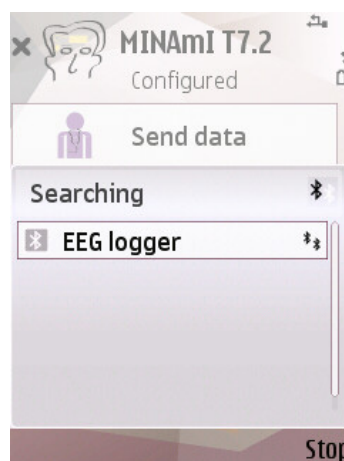 MINAmI T7.2
Configured
Send data
Searching
EEG logger
Stop